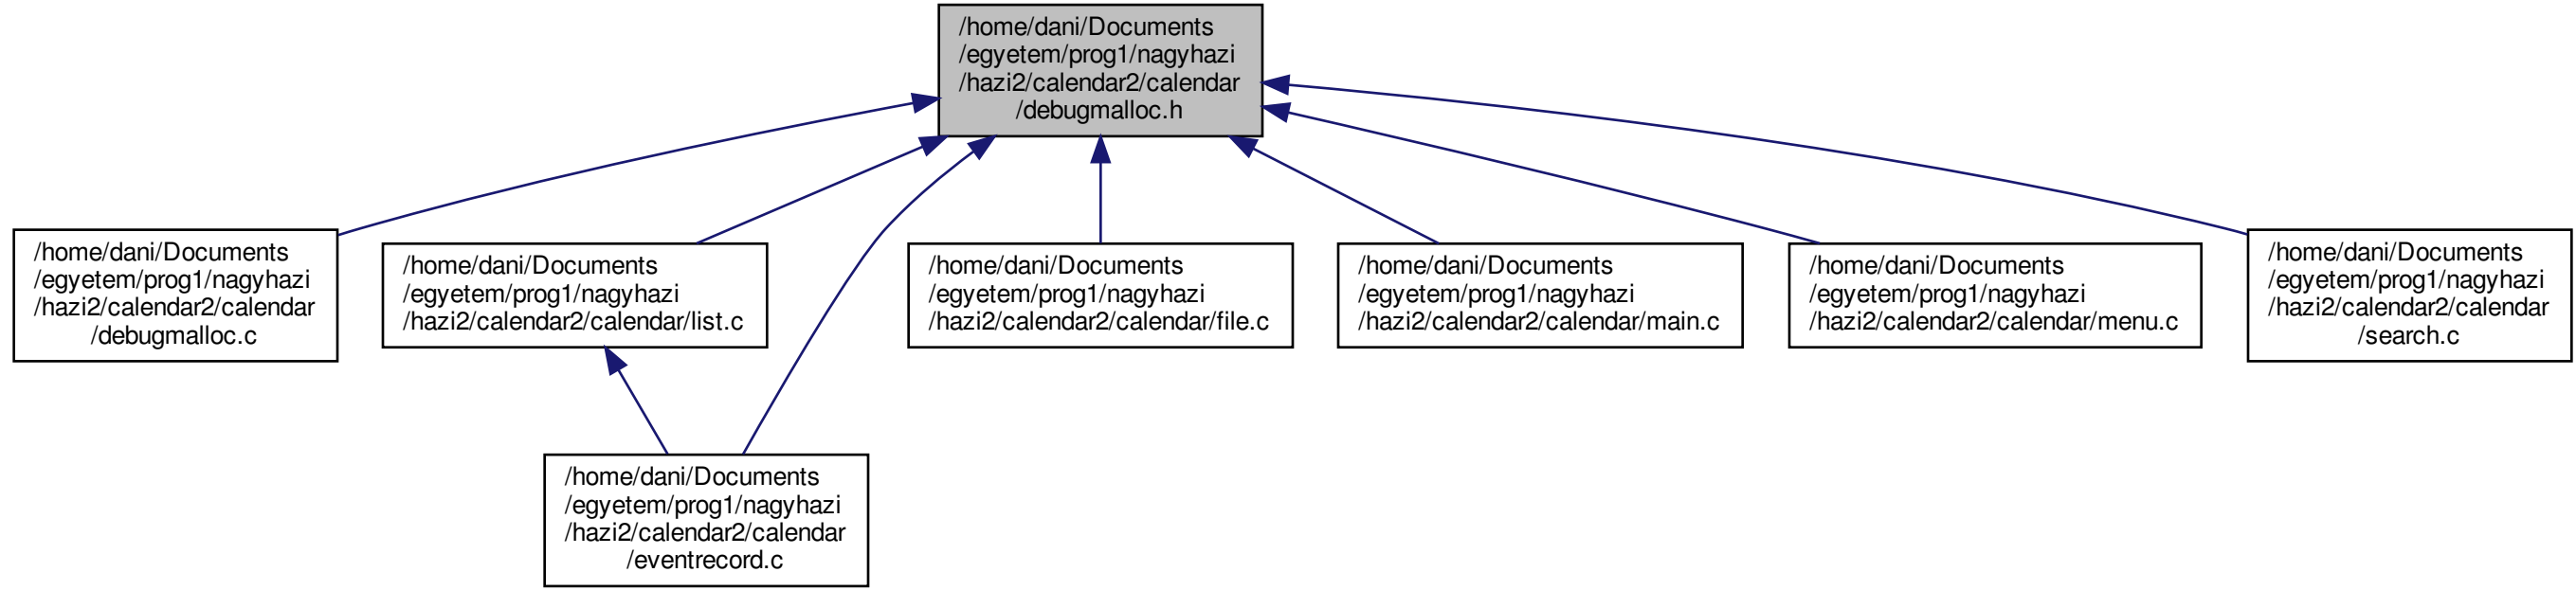 /home/dani/Documents
/egyetem/prog1/nagyhazi
/hazi2/calendar2/calendar
/debugmalloc.h
/home/dani/Documents
/egyetem/prog1/nagyhazi
/hazi2/calendar2/calendar
/debugmalloc.c
/home/dani/Documents
/egyetem/prog1/nagyhazi
/hazi2/calendar2/calendar/list.c
/home/dani/Documents
/egyetem/prog1/nagyhazi
/hazi2/calendar2/calendar/file.c
/home/dani/Documents
/egyetem/prog1/nagyhazi
/hazi2/calendar2/calendar/main.c
/home/dani/Documents
/egyetem/prog1/nagyhazi
/hazi2/calendar2/calendar/menu.c
/home/dani/Documents
/egyetem/prog1/nagyhazi
/hazi2/calendar2/calendar
/search.c
/home/dani/Documents
/egyetem/prog1/nagyhazi
/hazi2/calendar2/calendar
/eventrecord.c